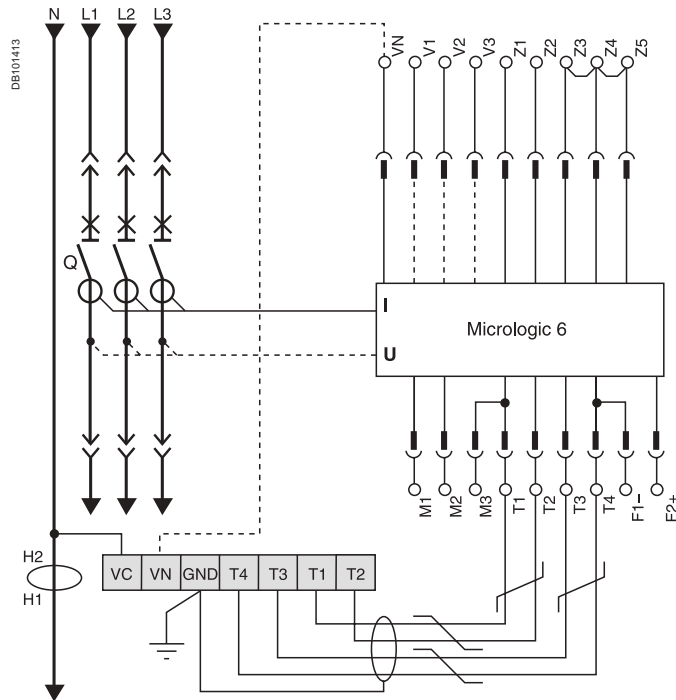 DB101413
N L1 L2 L3
VN V1 V2 V3 Z1 Z2 Z3 Z4 Z5
Q
I
Micrologic 6
U
M1 M2 M3 T1 T2 T3 T4 F1– F2+
H2
H1
VC VN GND T4 T3 T1 T2